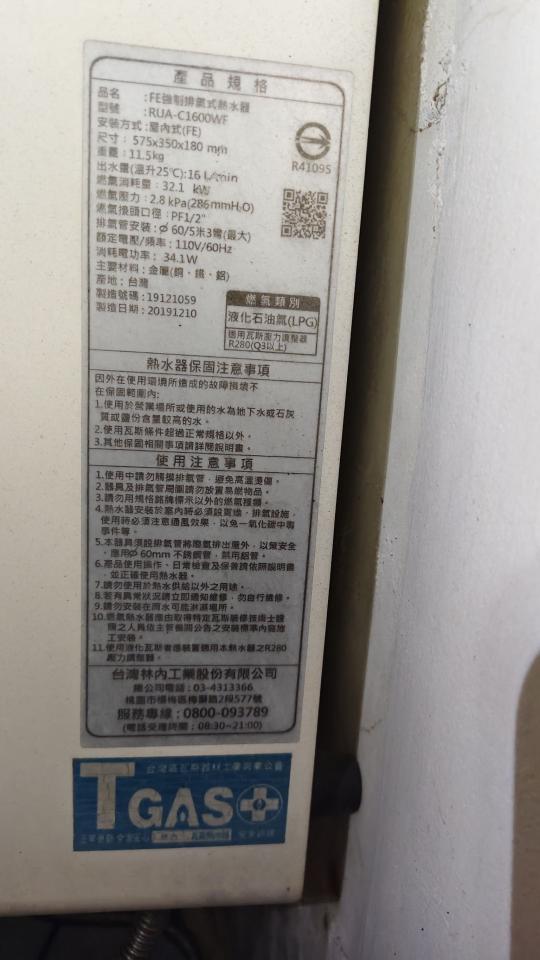 產品規格
品名 :FE強制排氣式熱水器
型號 :RUA-C1600WF
安裝方式:屋內式(FE)
尺寸: 575x350x180 mm
重量: 11.5kg
出水量(溫升25℃):16 L/min
燃氣消耗量: 32.1 kW
燃氣壓力: 2.8 kPa(286mmH₂O)
燃氣接頭口徑: PF1/2"
排氣管安裝: Ø 60/5米3彎(最大)
額定電壓/頻率: 110V/60Hz
消耗電功率: 34.1W
主要材料: 金屬(銅、鐵、鋁)
產地: 台灣
製造號碼: 19121059
製造日期: 20191210
R41095
燃氣類別
液化石油氣(LPG)
適用瓦斯壓力調整器
R280(Q3以上)
熱水器保固注意事項
因外在使用環境所造成的故障損壞不
在保固範圍內:
1.使用於營業場所或使用的水為地下水或石灰
質或鹽份含量較高的水。
2.使用瓦斯條件超過正常規格以外。
3.其他保固相關事項請詳閱說明書。
使用注意事項
1.使用中請勿觸摸排氣管，避免高溫燙傷。
2.器具及排氣管周圍請勿放置易燃物品。
3.請勿用規格銘牌標示以外的燃氣種類。
4.熱水器安裝於室內時必須設置進、排氣設施，
使用時必須注意通風效果，以免一氧化碳中毒
事件等。
5.本器具須設排氣管將廢氣排出屋外，以策安全
，應用Ø 60mm 不銹鋼管，禁用鋁管。
6.產品使用操作、日常檢查及保養請依照說明書
並正確使用熱水器。
7.請勿使用於熱水供給以外之用途。
8.若有異常狀況請立即通知維修，勿自行維修。
9.請勿安裝在雨水可能淋濕場所。
10.燃氣熱水器應由取得特定瓦斯裝修技術士證
照之人員依主管機關公告之安裝標準內容施
工安裝。
11.使用液化瓦斯者應裝置適用本熱水器之R280
壓力調整器。
台灣林內工業股份有限公司
總公司電話: 03-4313366
桃園市楊梅區梅獅路2段577號
服務專線: 0800-093789
(電話受理時間: 08:30~21:00)
TGAS